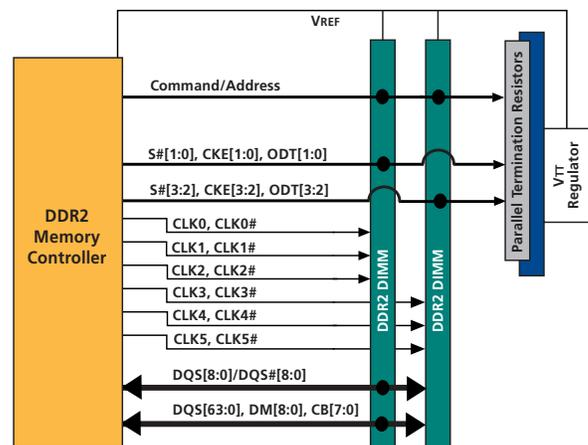 VREF
Command/Address
S#[1:0], CKE[1:0], ODT[1:0]
S#[3:2], CKE[3:2], ODT[3:2]
DDR2
Memory
Controller
CLK0, CLK0#
CLK1, CLK1#
CLK2, CLK2#
CLK3, CLK3#
CLK4, CLK4#
CLK5, CLK5#
DQS[8:0]/DQS#[8:0]
DQS[63:0], DM[8:0], CB[7:0]
DDR2 DIMM
DDR2 DIMM
Parallel Termination Resistors
VTT
Regulator